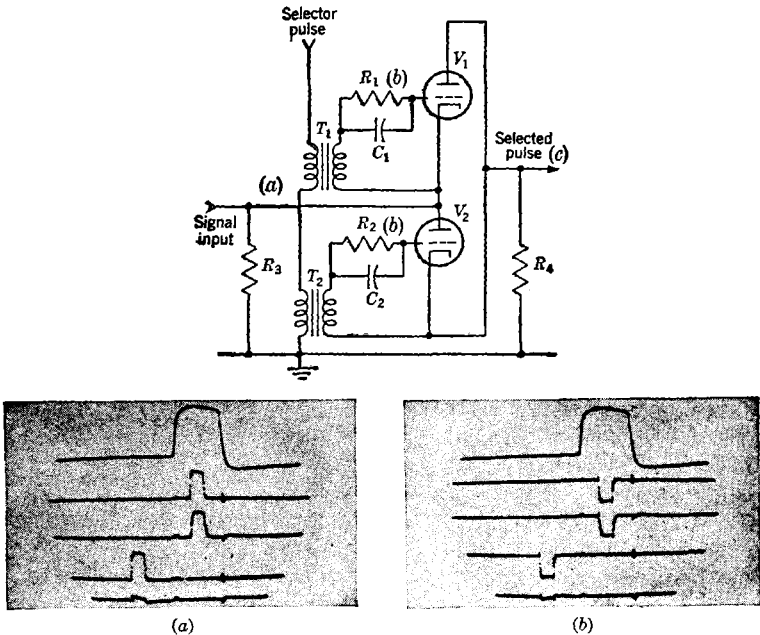 Selector
pulse
R1 (b)
V1
C1
T1
Selected
pulse (c)
(a)
Signal
input
R2 (b)
V2
R3
C2
T2
R4
(a)
(b)